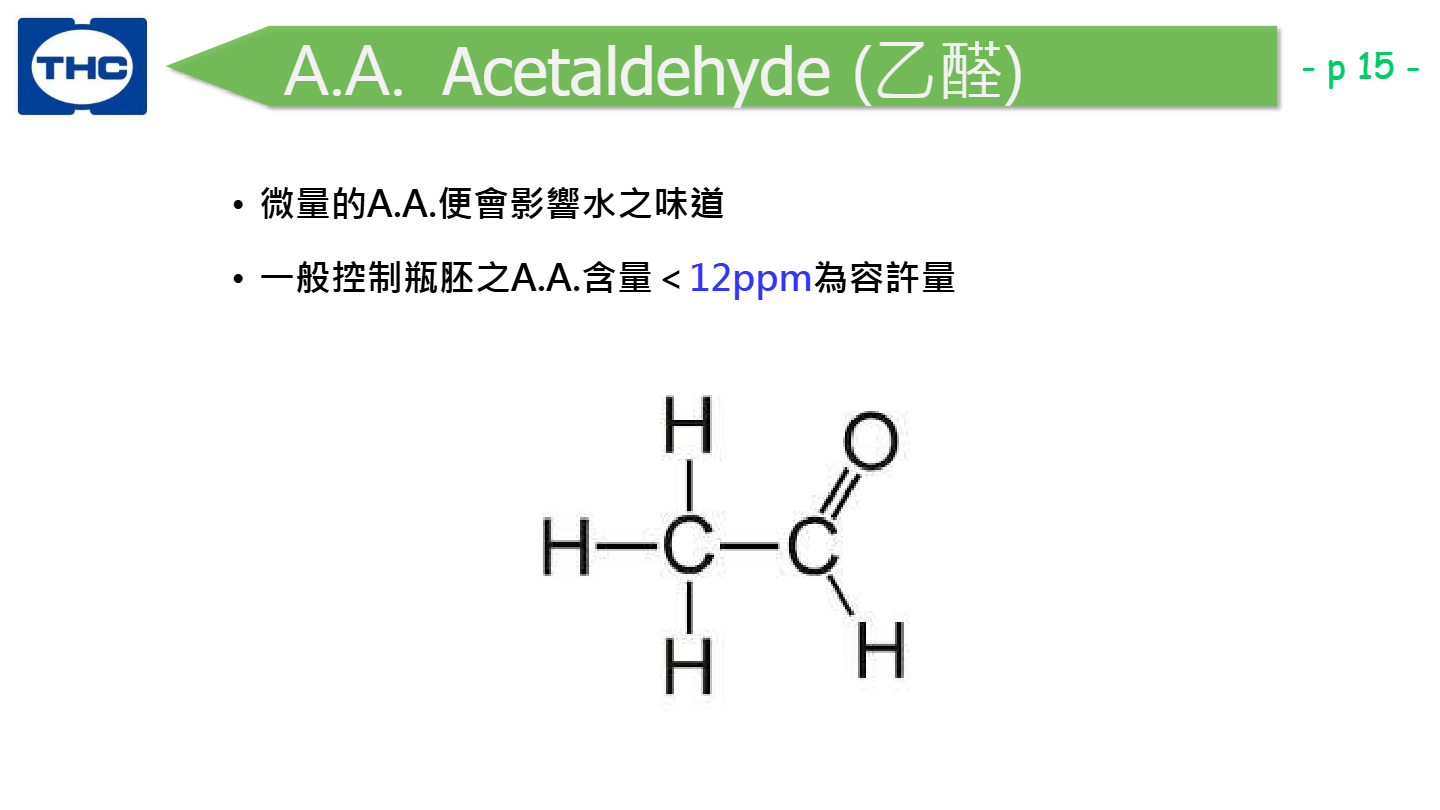 THC
A.A. Acetaldehyde (乙醛)
- p 15 -
• 微量的A.A.便會影響水之味道
• 一般控制瓶胚之A.A.含量＜12ppm為容許量
H
O
H C C
H H